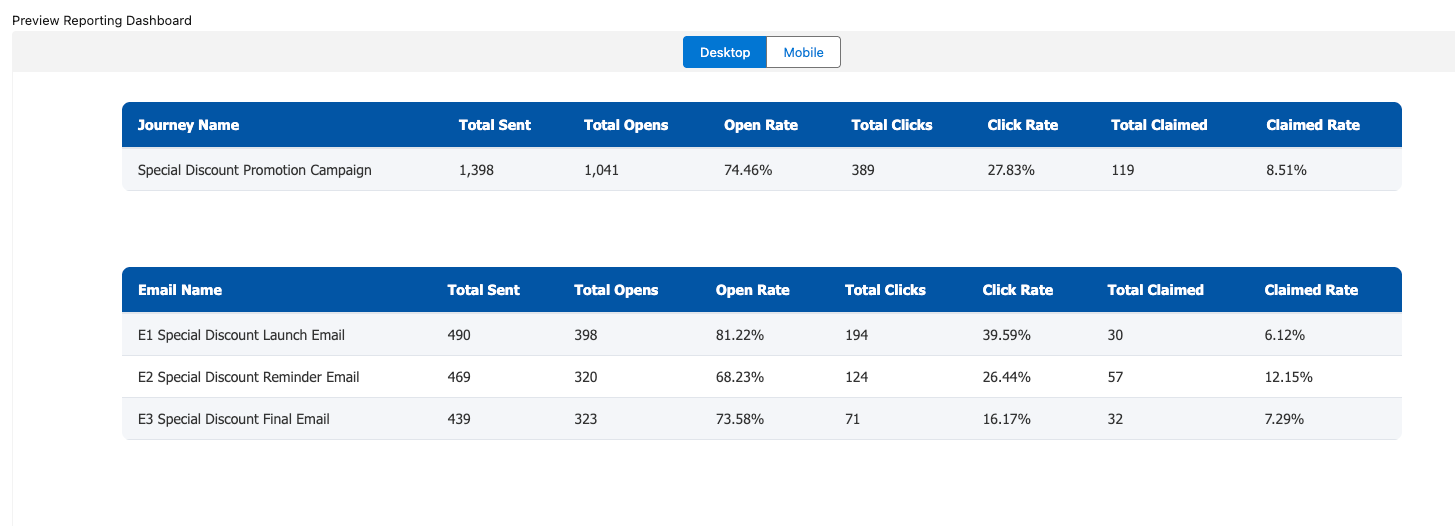 Preview Reporting Dashboard
Desktop Mobile
Journey Name Total Sent Total Opens Open Rate Total Clicks Click Rate Total Claimed Claimed Rate
Special Discount Promotion Campaign 1,398 1,041 74.46% 389 27.83% 119 8.51%
Email Name Total Sent Total Opens Open Rate Total Clicks Click Rate Total Claimed Claimed Rate
E1 Special Discount Launch Email 490 398 81.22% 194 39.59% 30 6.12%
E2 Special Discount Reminder Email 469 320 68.23% 124 26.44% 57 12.15%
E3 Special Discount Final Email 439 323 73.58% 71 16.17% 32 7.29%